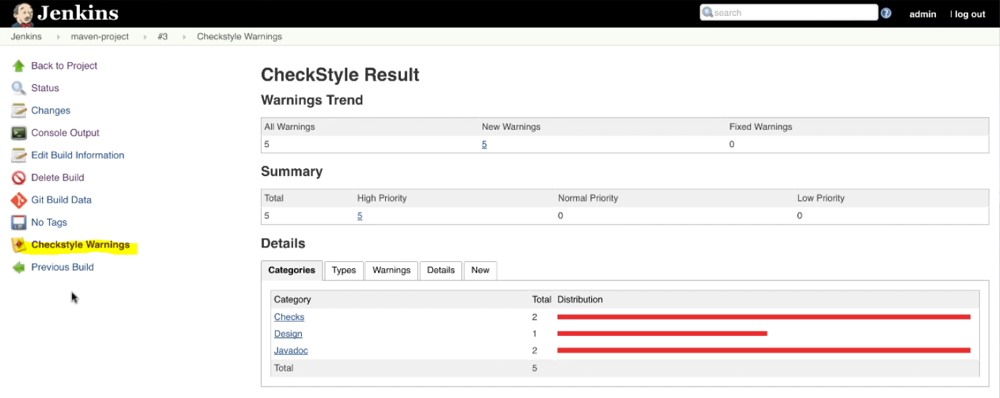 Jenkins
search
?
admin | log out
Jenkins maven-project #3 Checkstyle Warnings
Back to Project
Status
Changes
Console Output
Edit Build Information
Delete Build
Git Build Data
No Tags
Checkstyle Warnings
Previous Build
CheckStyle Result
Warnings Trend
All Warnings New Warnings Fixed Warnings
5 5 0
Summary
Total High Priority Normal Priority Low Priority
5 5 0 0
Details
Categories Types Warnings Details New
Category Total Distribution
Checks 2
Design 1
Javadoc 2
Total 5